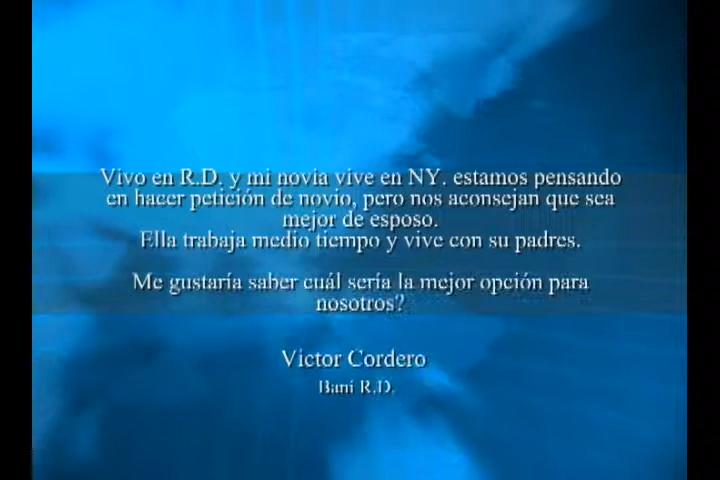 Vivo en R.D. y mi novia vive en NY. estamos pensando
en hacer petición de novio, pero nos aconsejan que sea
mejor de esposo.
Ella trabaja medio tiempo y vive con su padres.
Me gustaría saber cuál sería la mejor opción para
nosotros?
Victor Cordero
Bani R.D.